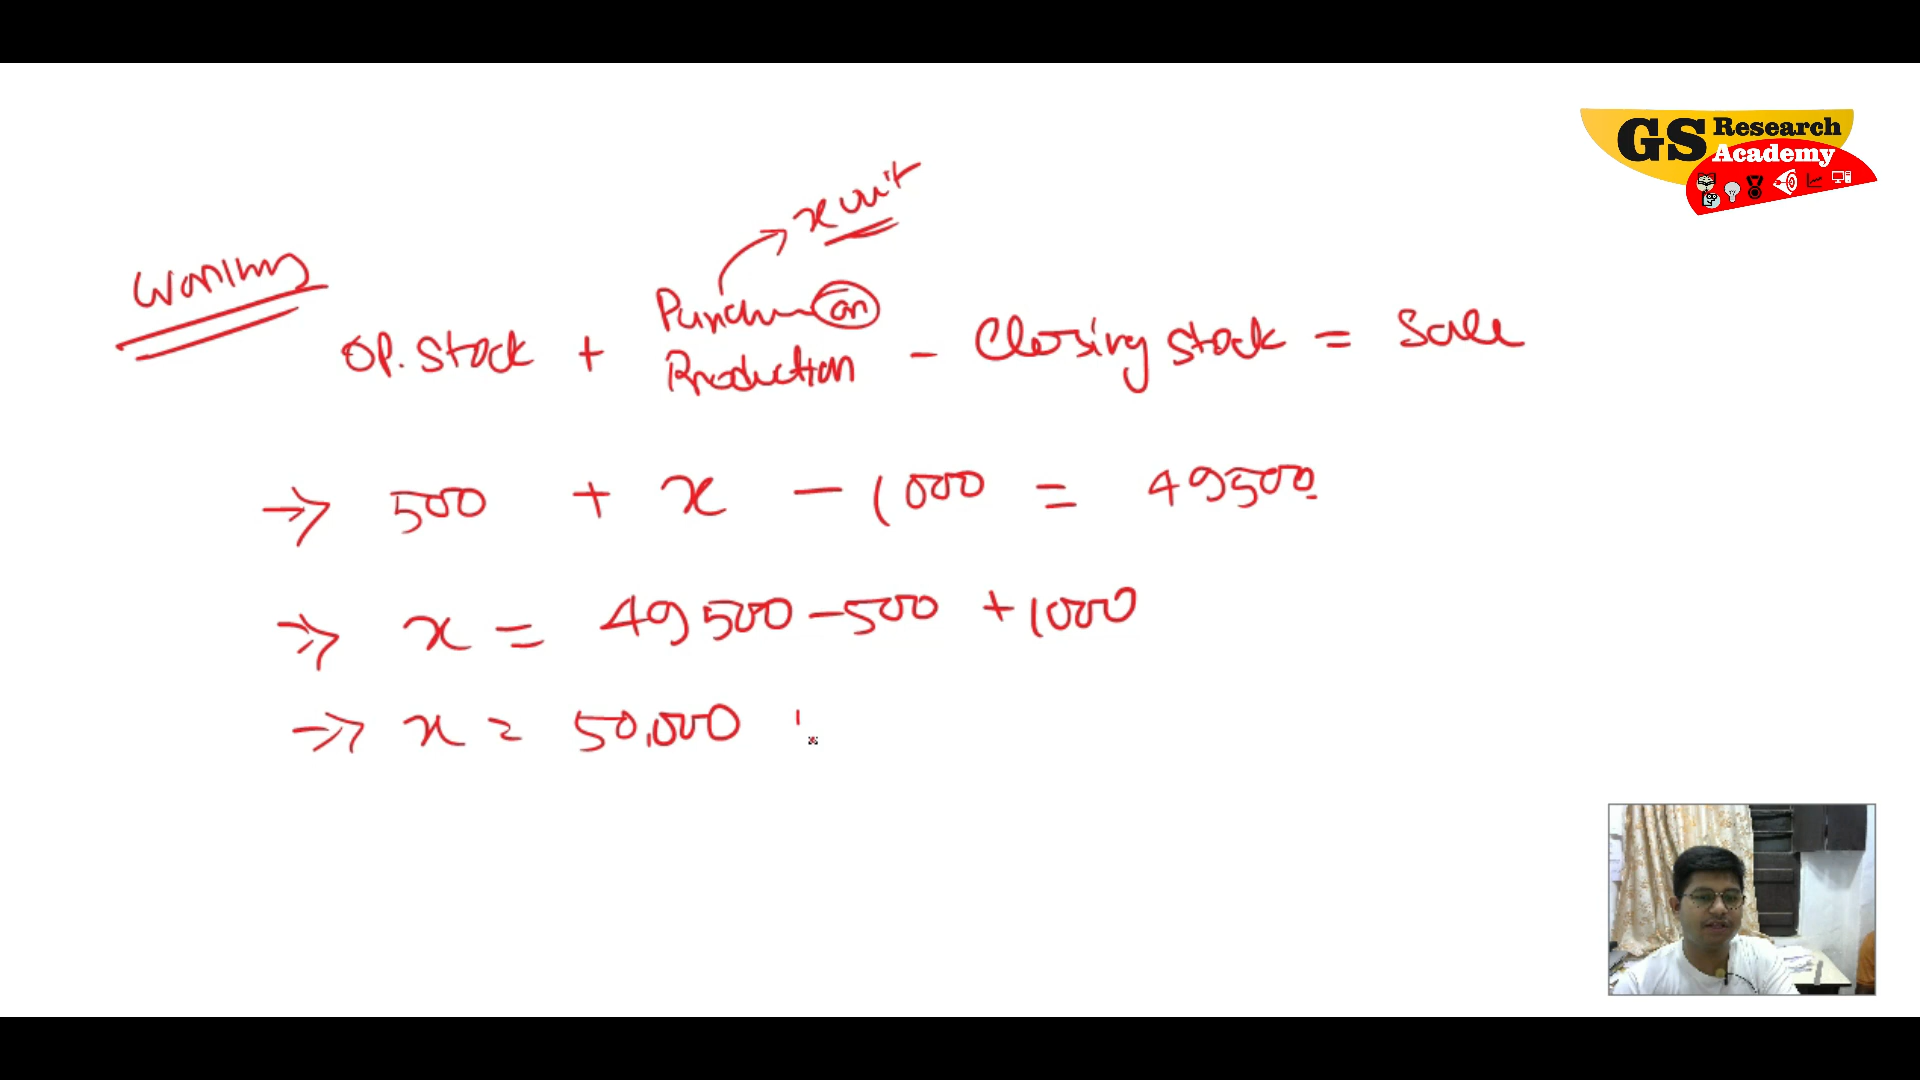 GS Research
Academy
x unit
Working
Purchase or
OP. Stock + Production - Closing stock = Sale
⇒ 500 + x - 1000 = 49500
⇒ x = 49500 - 500 + 1000
⇒ x = 50,000